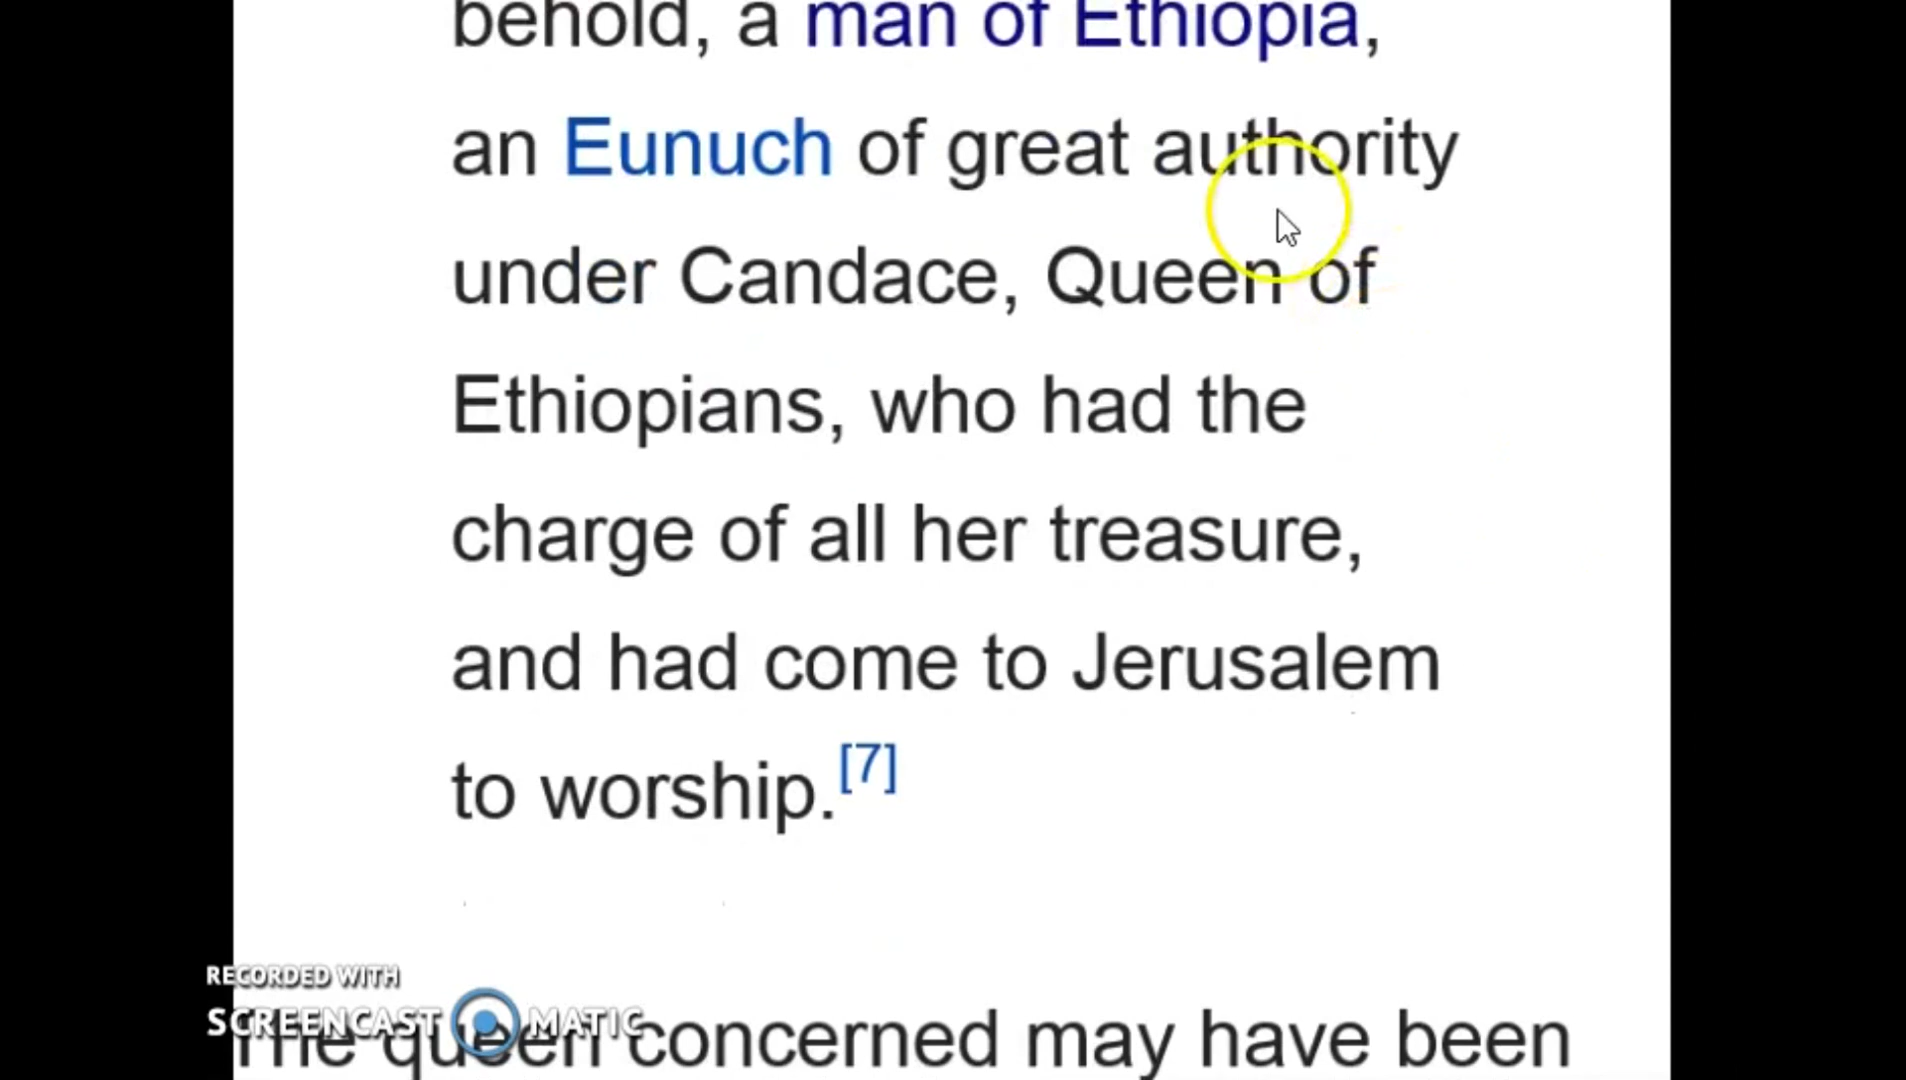 behold, a man of Ethiopia,
an Eunuch of great authority
under Candace, Queen of
Ethiopians, who had the
charge of all her treasure,
and had come to Jerusalem
to worship.[7]
RECORDED WITH
SCREENCAST MATIC
The queen concerned may have been